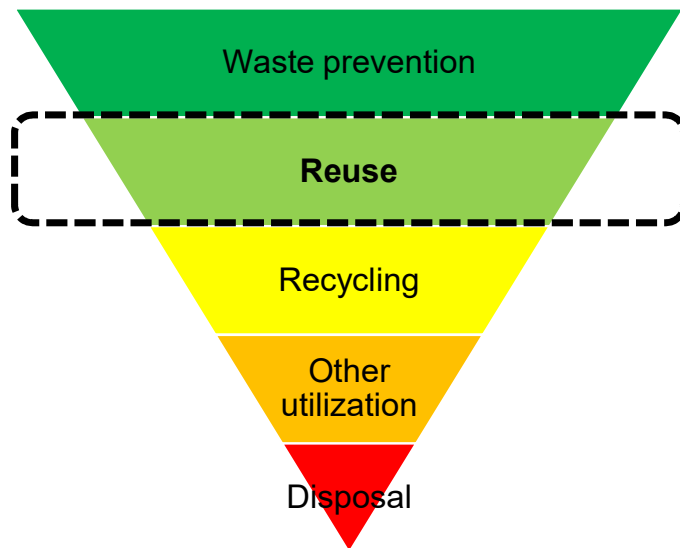 Waste prevention
Reuse
Recycling
Other
utilization
Disposal